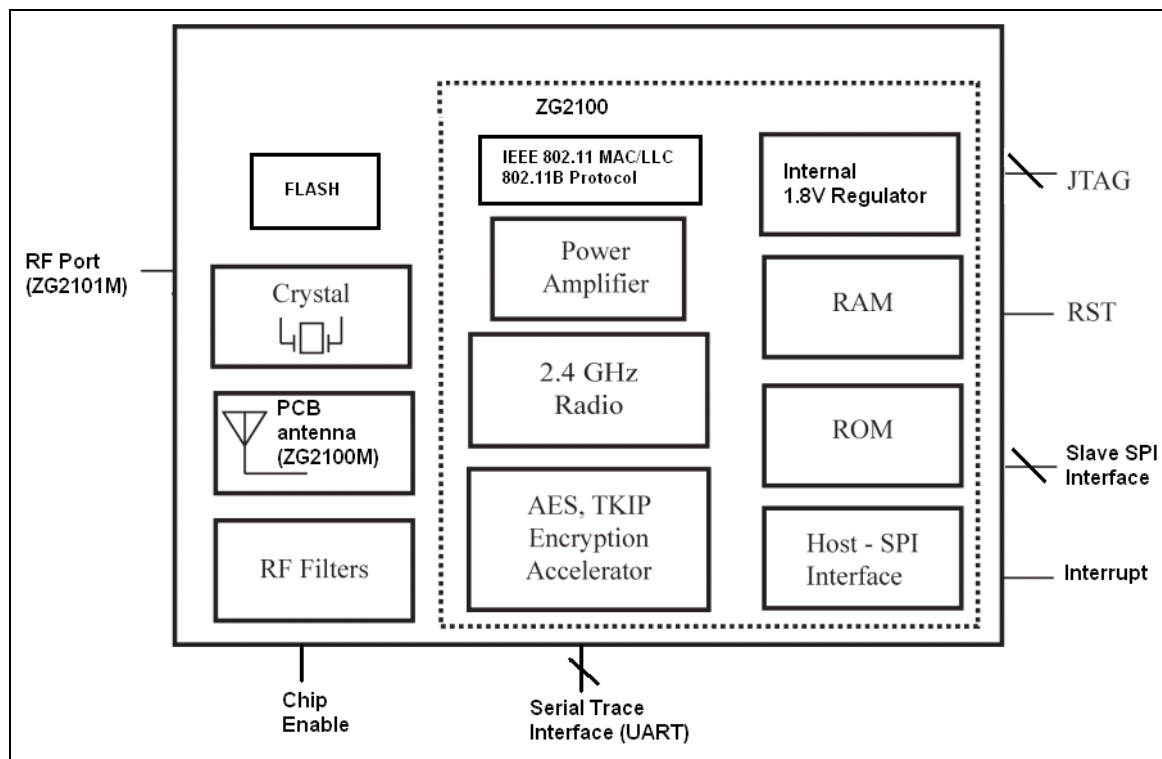 ZG2100
IEEE 802.11 MAC/LLC
802.11B Protocol
Internal
1.8V Regulator
FLASH
JTAG
Power
Amplifier
RF Port
(ZG2101M)
Crystal
RAM
RST
2.4 GHz
Radio
PCB
antenna
(ZG2100M)
ROM
Slave SPI
Interface
AES, TKIP
Encryption
Accelerator
RF Filters
Host - SPI
Interface
Interrupt
Chip
Enable
Serial Trace
Interface (UART)